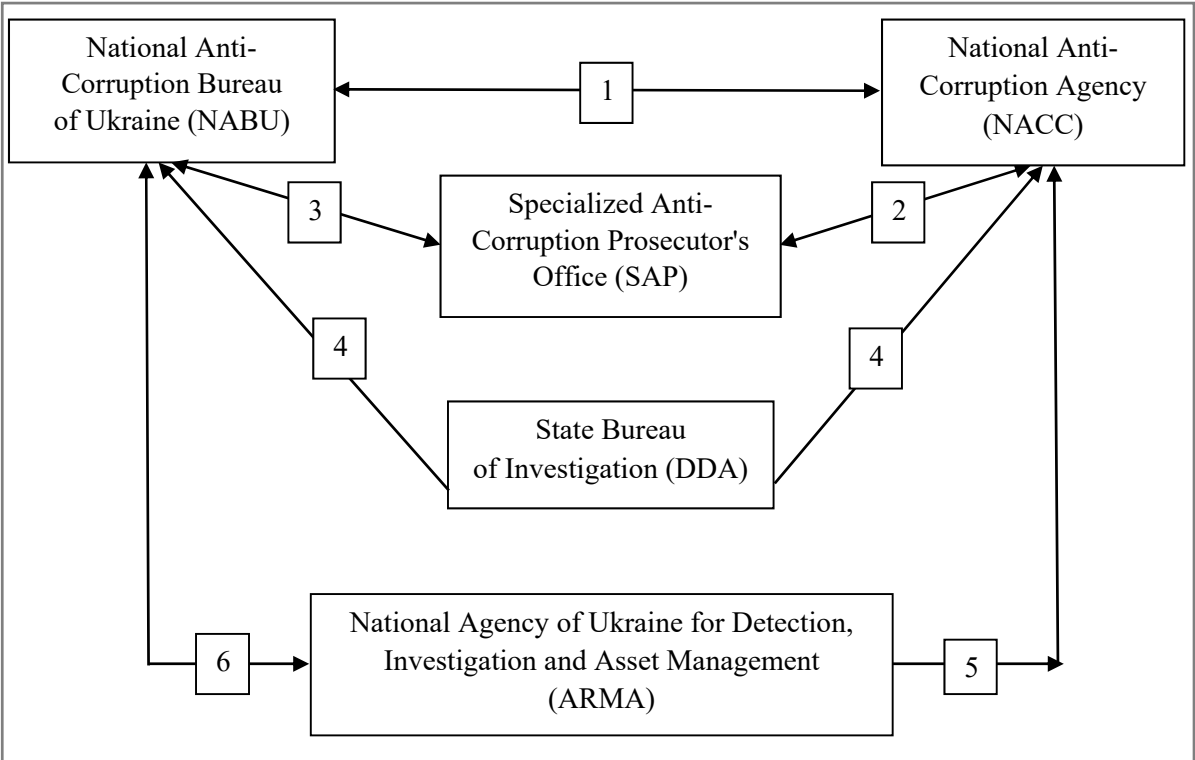 National Anti-
Corruption Bureau
of Ukraine (NABU)
1
National Anti-
Corruption Agency
(NACC)
3
Specialized Anti-
Corruption Prosecutor's
Office (SAP)
2
4
4
State Bureau
of Investigation (DDA)
6
National Agency of Ukraine for Detection,
Investigation and Asset Management
(ARMA)
5